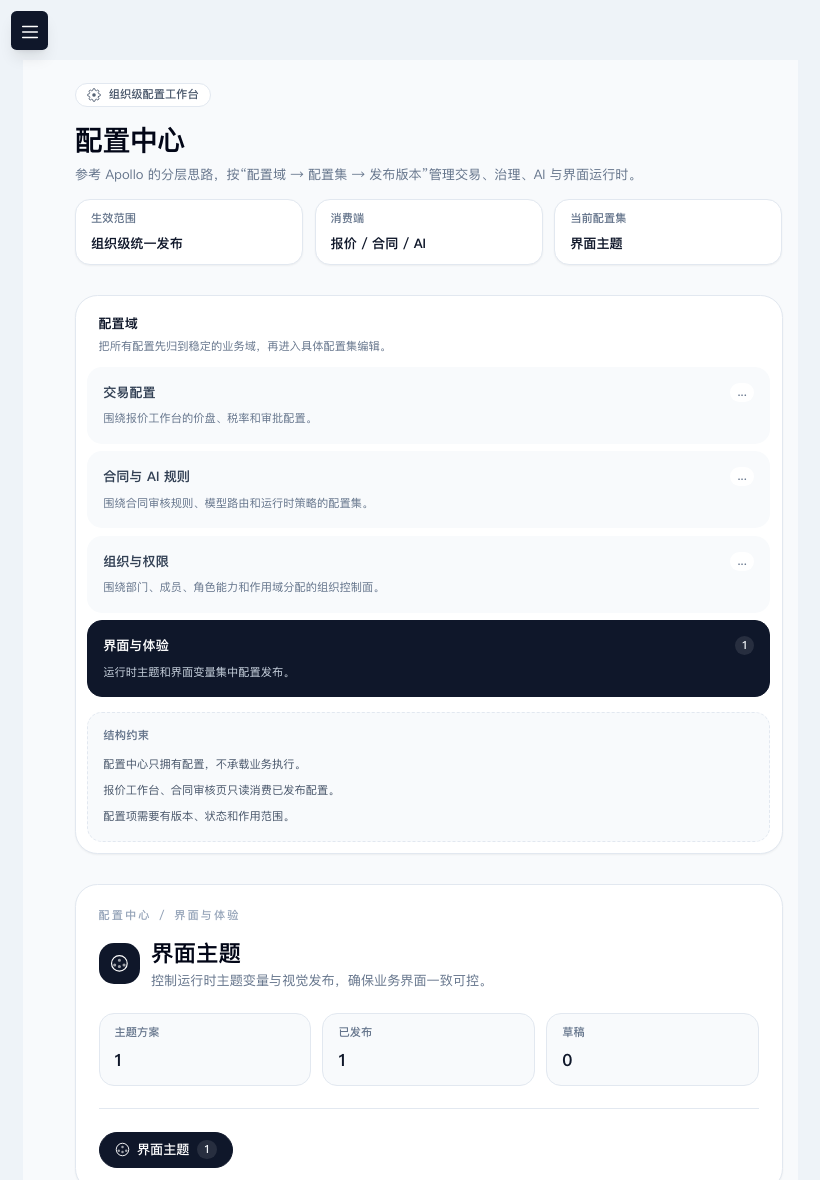 组织级配置工作台
配置中心
参考 Apollo 的分层思路，按“配置域 → 配置集 → 发布版本”管理交易、治理、AI 与界面运行时。
生效范围
组织级统一发布
消费端
报价 / 合同 / AI
当前配置集
界面主题
配置域
把所有配置先归到稳定的业务域，再进入具体配置集编辑。
交易配置
...
围绕报价工作台的价盘、税率和审批配置。
合同与 AI 规则
...
围绕合同审核规则、模型路由和运行时策略的配置集。
组织与权限
...
围绕部门、成员、角色能力和作用域分配的组织控制面。
界面与体验
1
运行时主题和界面变量集中配置发布。
结构约束
配置中心只拥有配置，不承载业务执行。
报价工作台、合同审核页只读消费已发布配置。
配置项需要有版本、状态和作用范围。
配置中心 / 界面与体验
界面主题
控制运行时主题变量与视觉发布，确保业务界面一致可控。
主题方案
1
已发布
1
草稿
0
界面主题 1